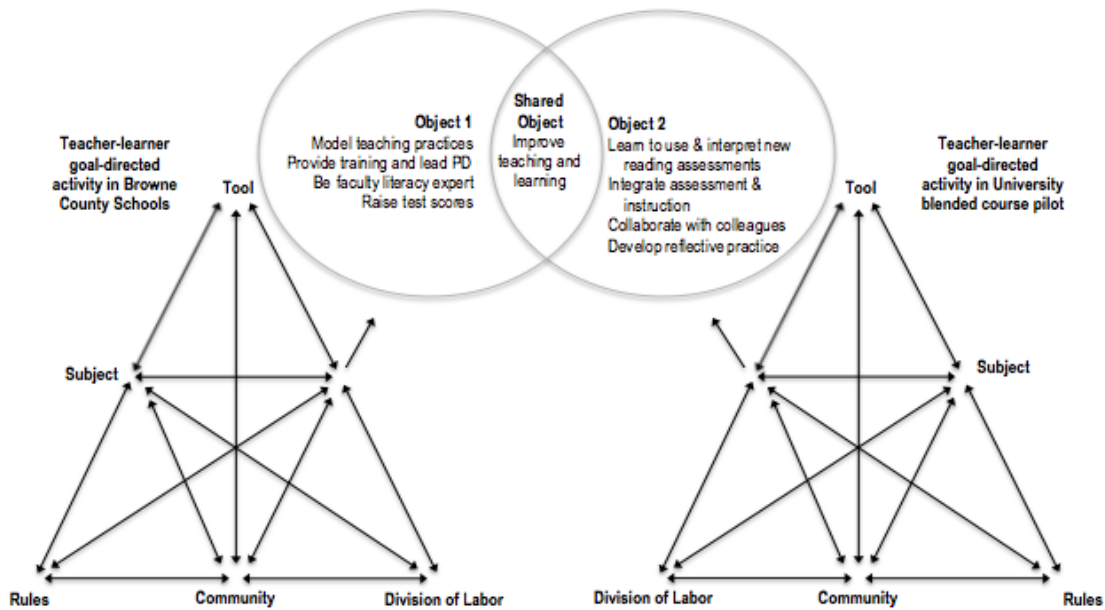 Teacher-learner
goal-directed
activity in Browne
County Schools
Tool
Object 1
Model teaching practices
Provide training and lead PD
Be faculty literacy expert
Raise test scores
Shared
Object
Improve
teaching and
learning
Object 2
Learn to use & interpret new
reading assessments
Integrate assessment &
instruction
Collaborate with colleagues
Develop reflective practice
Tool
Teacher-learner
goal-directed
activity in University
blended course pilot
Subject
Subject
Rules
Community
Division of Labor
Division of Labor
Community
Rules